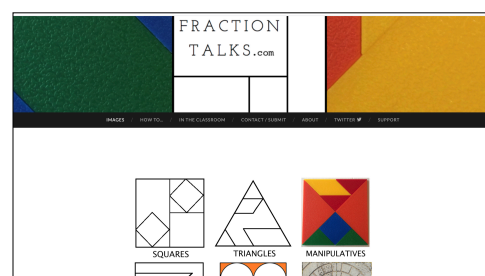 FRACTION
TALKS.com
IMAGES / HOW TO... / IN THE CLASSROOM / CONTACT / SUBMIT / ABOUT / TWITTER / SUPPORT
SQUARES TRIANGLES MANIPULATIVES